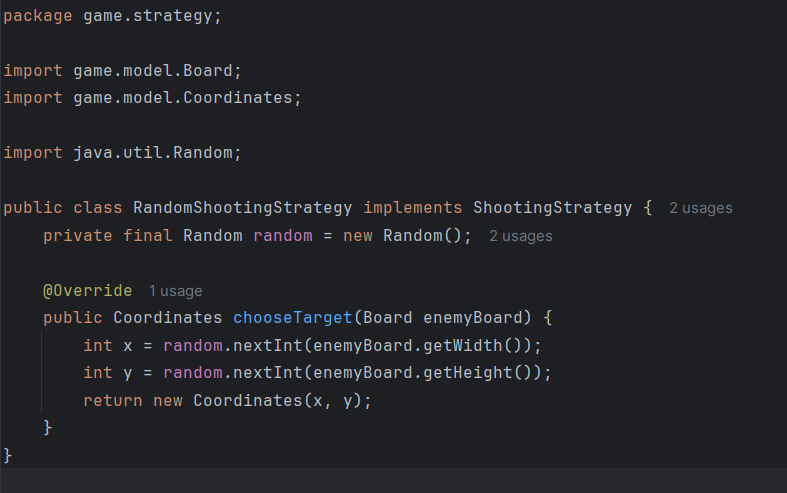 package game.strategy;
import game.model.Board;
import game.model.Coordinates;
import java.util.Random;
public class RandomShootingStrategy implements ShootingStrategy { 2 usages
private final Random random = new Random(); 2 usages
@Override 1 usage
public Coordinates chooseTarget(Board enemyBoard) {
int x = random.nextInt(enemyBoard.getWidth());
int y = random.nextInt(enemyBoard.getHeight());
return new Coordinates(x, y);
}
}